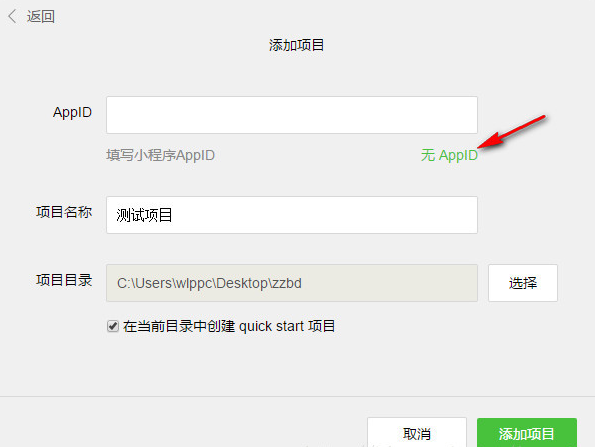 返回
添加项目
AppID
填写小程序AppID 无 AppID
项目名称 测试项目
项目目录 C:\Users\wlppc\Desktop\zzbd 选择
在当前目录中创建 quick start 项目
取消 添加项目